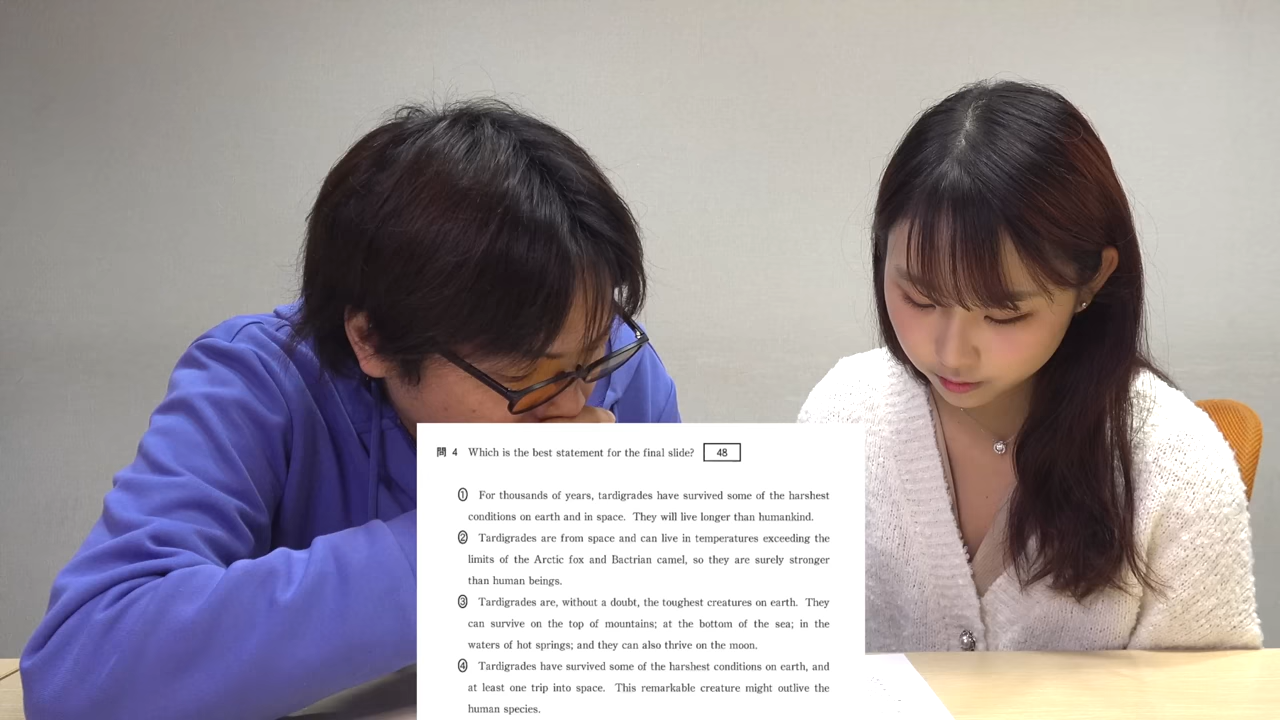 問 4 Which is the best statement for the final slide? 48
① For thousands of years, tardigrades have survived some of the harshest
conditions on earth and in space. They will live longer than humankind.
② Tardigrades are from space and can live in temperatures exceeding the
limits of the Arctic fox and Bactrian camel, so they are surely stronger
than human beings.
③ Tardigrades are, without a doubt, the toughest creatures on earth. They
can survive on the top of mountains; at the bottom of the sea; in the
waters of hot springs; and they can also thrive on the moon.
④ Tardigrades have survived some of the harshest conditions on earth, and
at least one trip into space. This remarkable creature might outlive the
human species.